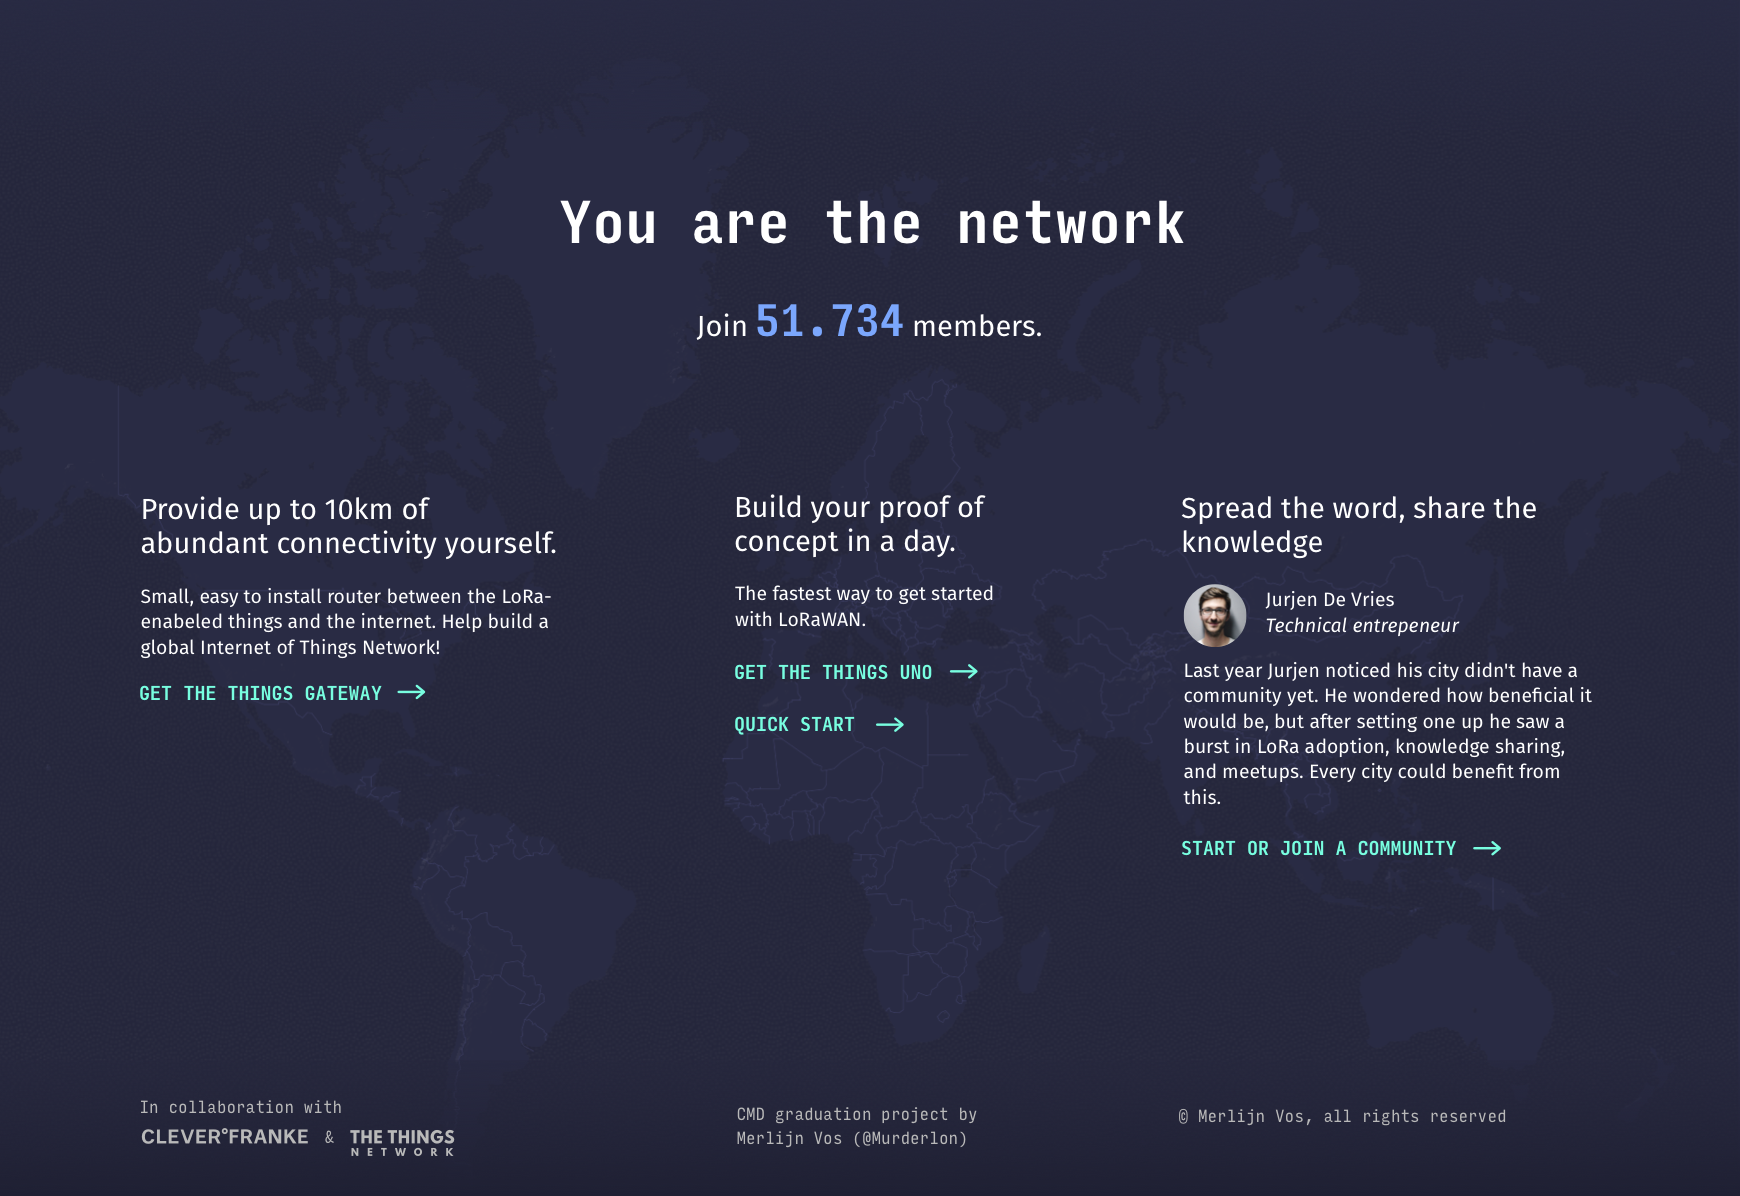 You are the network
Join 51.734 members.
Provide up to 10km of
abundant connectivity yourself.
Small, easy to install router between the LoRa-
enabeled things and the internet. Help build a
global Internet of Things Network!
GET THE THINGS GATEWAY
Build your proof of
concept in a day.
The fastest way to get started
with LoRaWAN.
GET THE THINGS UNO
QUICK START
Spread the word, share the
knowledge
Jurjen De Vries
Technical entrepeneur
Last year Jurjen noticed his city didn't have a
community yet. He wondered how beneficial it
would be, but after setting one up he saw a
burst in LoRa adoption, knowledge sharing,
and meetups. Every city could benefit from
this.
START OR JOIN A COMMUNITY
In collaboration with
CLEVER°FRANKE & THE THINGS
NETWORK
CMD graduation project by
Merlijn Vos (@Murderlon)
© Merlijn Vos, all rights reserved